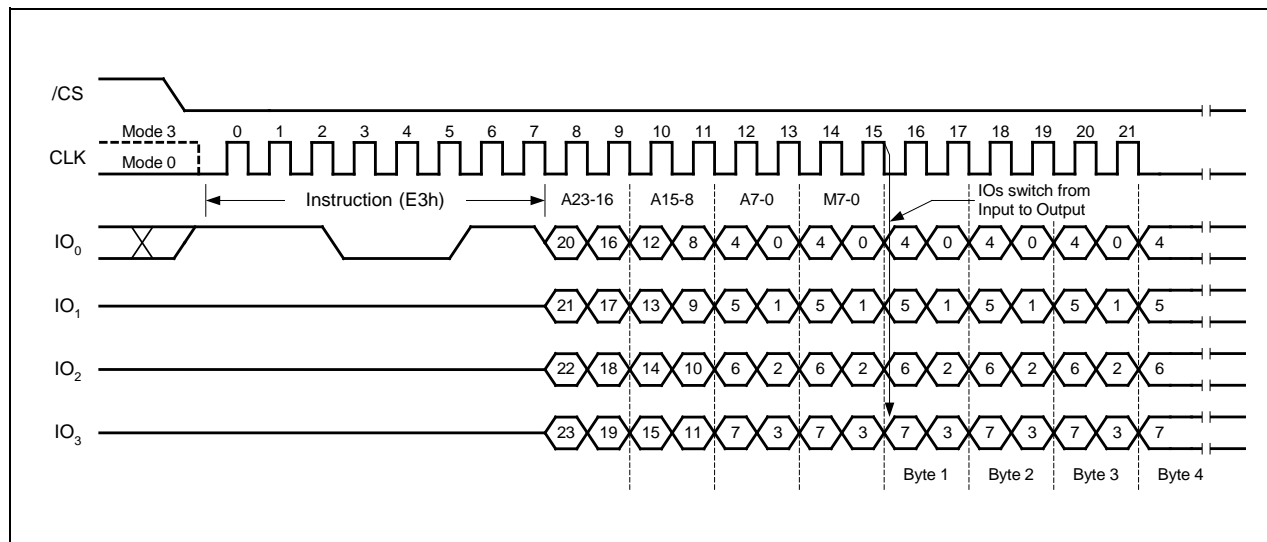 /CS
Mode 3
0 1 2 3 4 5 6 7 8 9 10 11 12 13 14 15 16 17 18 19 20 21
CLK
Mode 0
Instruction (E3h) A23-16 A15-8 A7-0 M7-0
IOs switch from
Input to Output
IO0 20 16 12 8 4 0 4 0 4 0 4 0 4 0 4
IO1 21 17 13 9 5 1 5 1 5 1 5 1 5 1 5
IO2 22 18 14 10 6 2 6 2 6 2 6 2 6 2 6
IO3 23 19 15 11 7 3 7 3 7 3 7 3 7 3 7
Byte 1 Byte 2 Byte 3 Byte 4